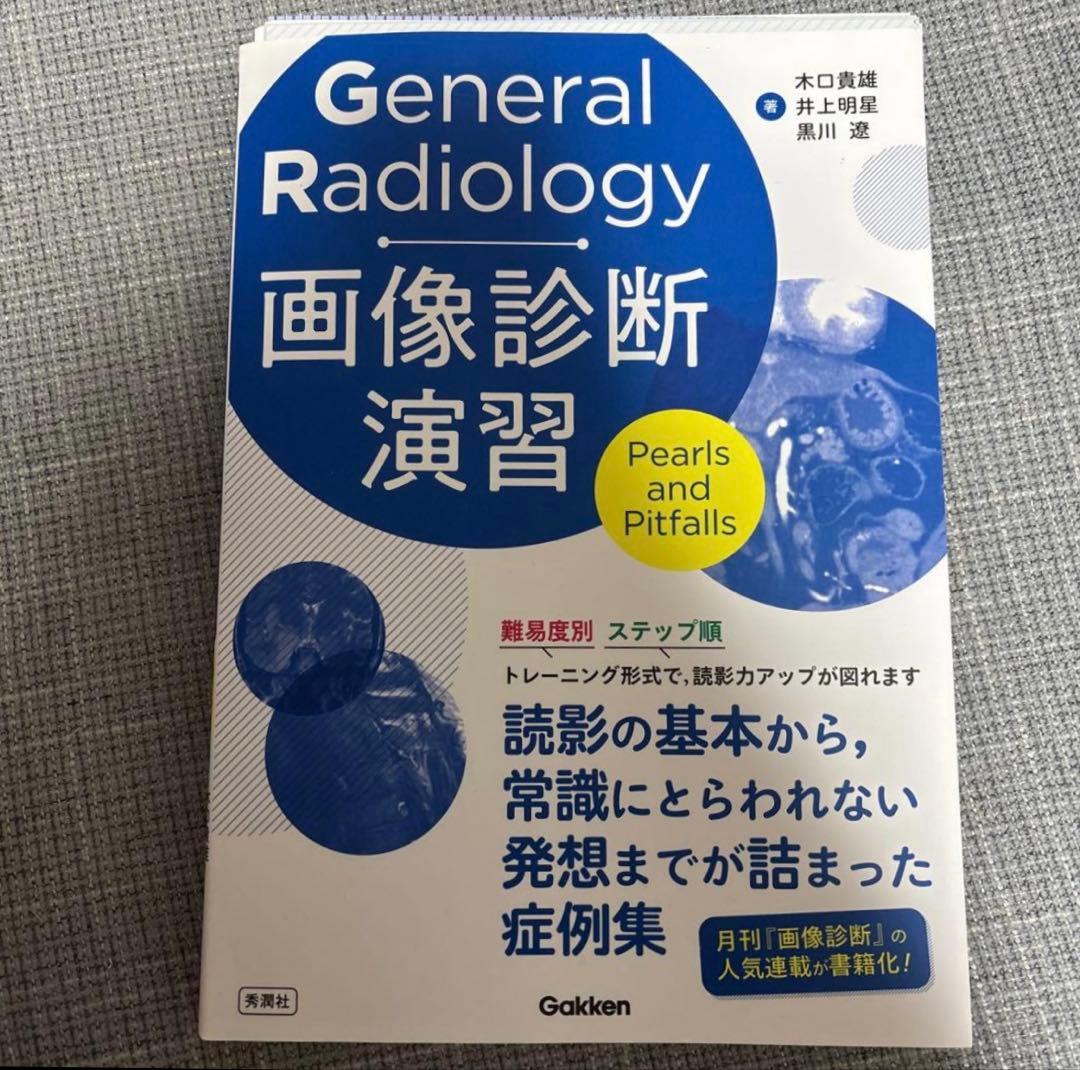 General
Radiology
画像診断
演習
著
木口貴雄
井上明星
黒川 遼
Pearls
and
Pitfalls
難易度別 ステップ順
トレーニング形式で,読影力アップが図れます
読影の基本から,
常識にとらわれない
発想までが詰まった
症例集
月刊『画像診断』の
人気連載が書籍化!
秀潤社
Gakken